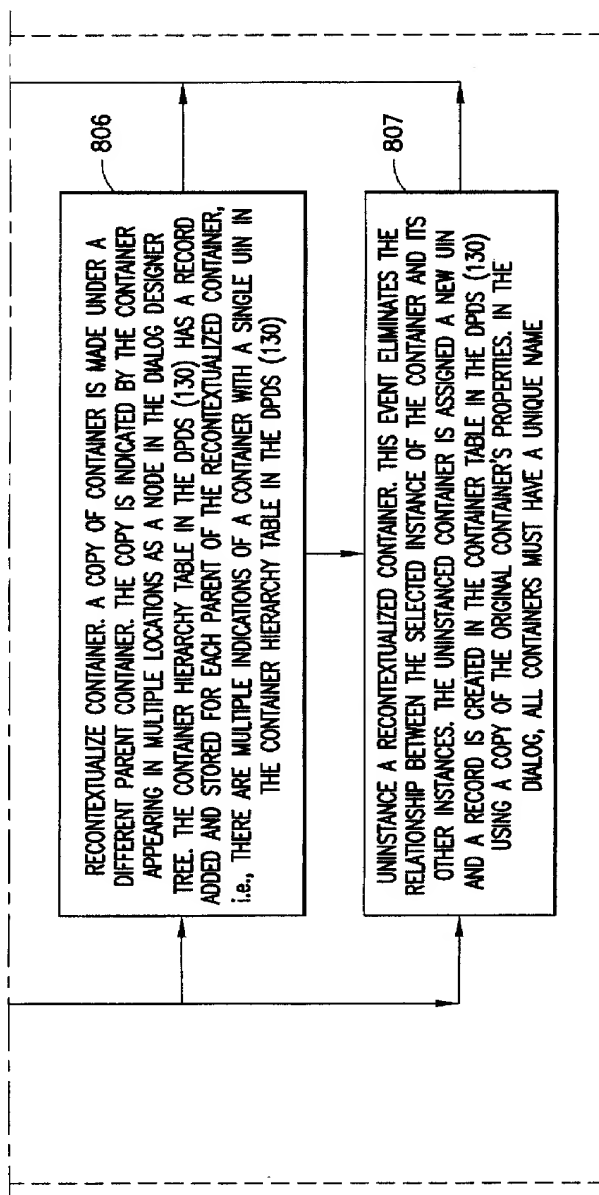 806
RECONTEXTUALIZE CONTAINER. A COPY OF CONTAINER IS MADE UNDER A
DIFFERENT PARENT CONTAINER. THE COPY IS INDICATED BY THE CONTAINER
APPEARING IN MULTIPLE LOCATIONS AS A NODE IN THE DIALOG DESIGNER
TREE. THE CONTAINER HIERARCHY TABLE IN THE DPDS (130) HAS A RECORD
ADDED AND STORED FOR EACH PARENT OF THE RECONTEXTUALIZED CONTAINER,
i.e., THERE ARE MULTIPLE INDICATIONS OF A CONTAINER WITH A SINGLE UIN IN
THE CONTAINER HIERARCHY TABLE IN THE DPDS (130)
807
UNINSTANCE A RECONTEXTUALIZED CONTAINER. THIS EVENT ELIMINATES THE
RELATIONSHIP BETWEEN THE SELECTED INSTANCE OF THE CONTAINER AND ITS
OTHER INSTANCES. THE UNINSTANCED CONTAINER IS ASSIGNED A NEW UIN
AND A RECORD IS CREATED IN THE CONTAINER TABLE IN THE DPDS (130)
USING A COPY OF THE ORIGINAL CONTAINER'S PROPERTIES. IN THE
DIALOG, ALL CONTAINERS MUST HAVE A UNIQUE NAME